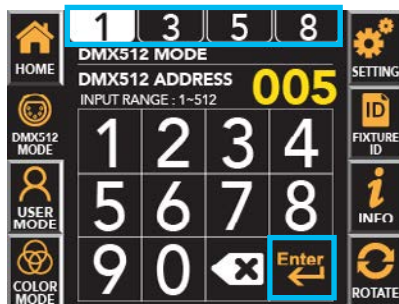 1 3 5 8
HOME
DMX512 MODE
SETTING
DMX512 ADDRESS
005
INPUT RANGE : 1~512
DMX512
MODE
1 2 3 4
ID
FIXTURE
ID
USER
MODE
5 6 7 8
i
INFO
COLOR
MODE
9 0
Enter
ROTATE